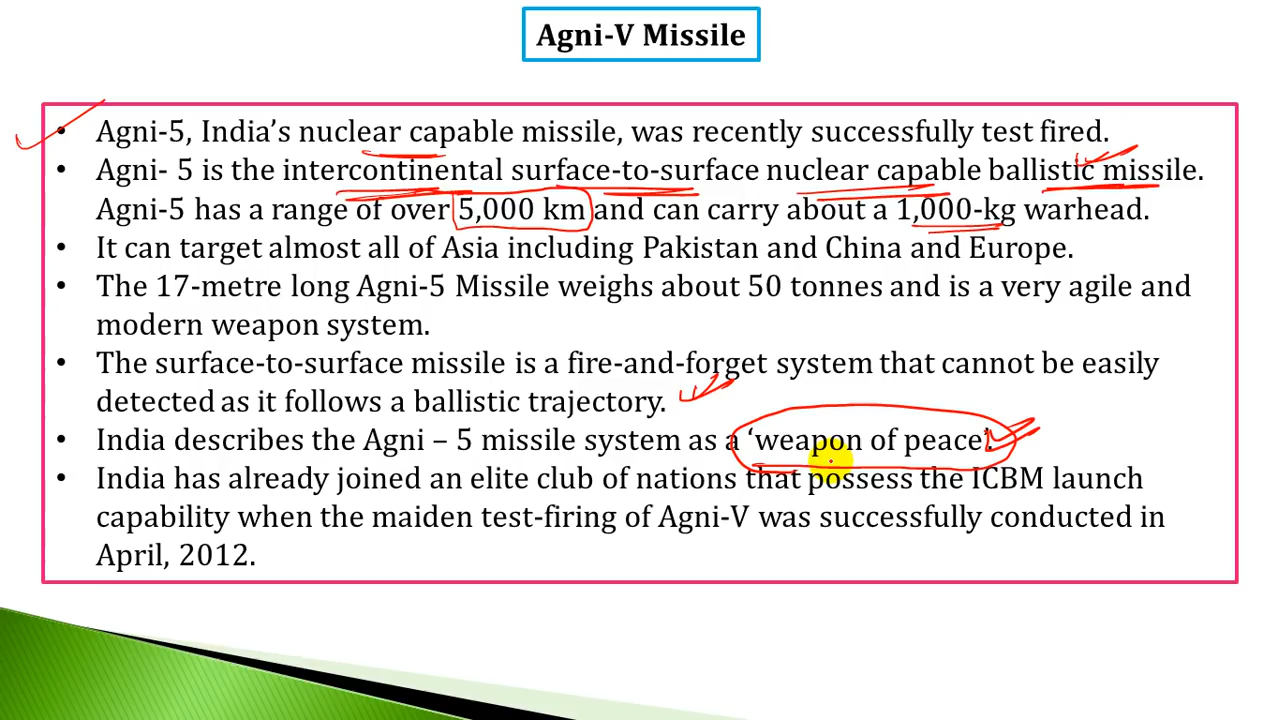 Agni-V Missile
• Agni-5, India’s nuclear capable missile, was recently successfully test fired.
• Agni- 5 is the intercontinental surface-to-surface nuclear capable ballistic missile.
Agni-5 has a range of over 5,000 km and can carry about a 1,000-kg warhead.
• It can target almost all of Asia including Pakistan and China and Europe.
• The 17-metre long Agni-5 Missile weighs about 50 tonnes and is a very agile and
modern weapon system.
• The surface-to-surface missile is a fire-and-forget system that cannot be easily
detected as it follows a ballistic trajectory.
• India describes the Agni – 5 missile system as a ‘weapon of peace’.
• India has already joined an elite club of nations that possess the ICBM launch
capability when the maiden test-firing of Agni-V was successfully conducted in
April, 2012.